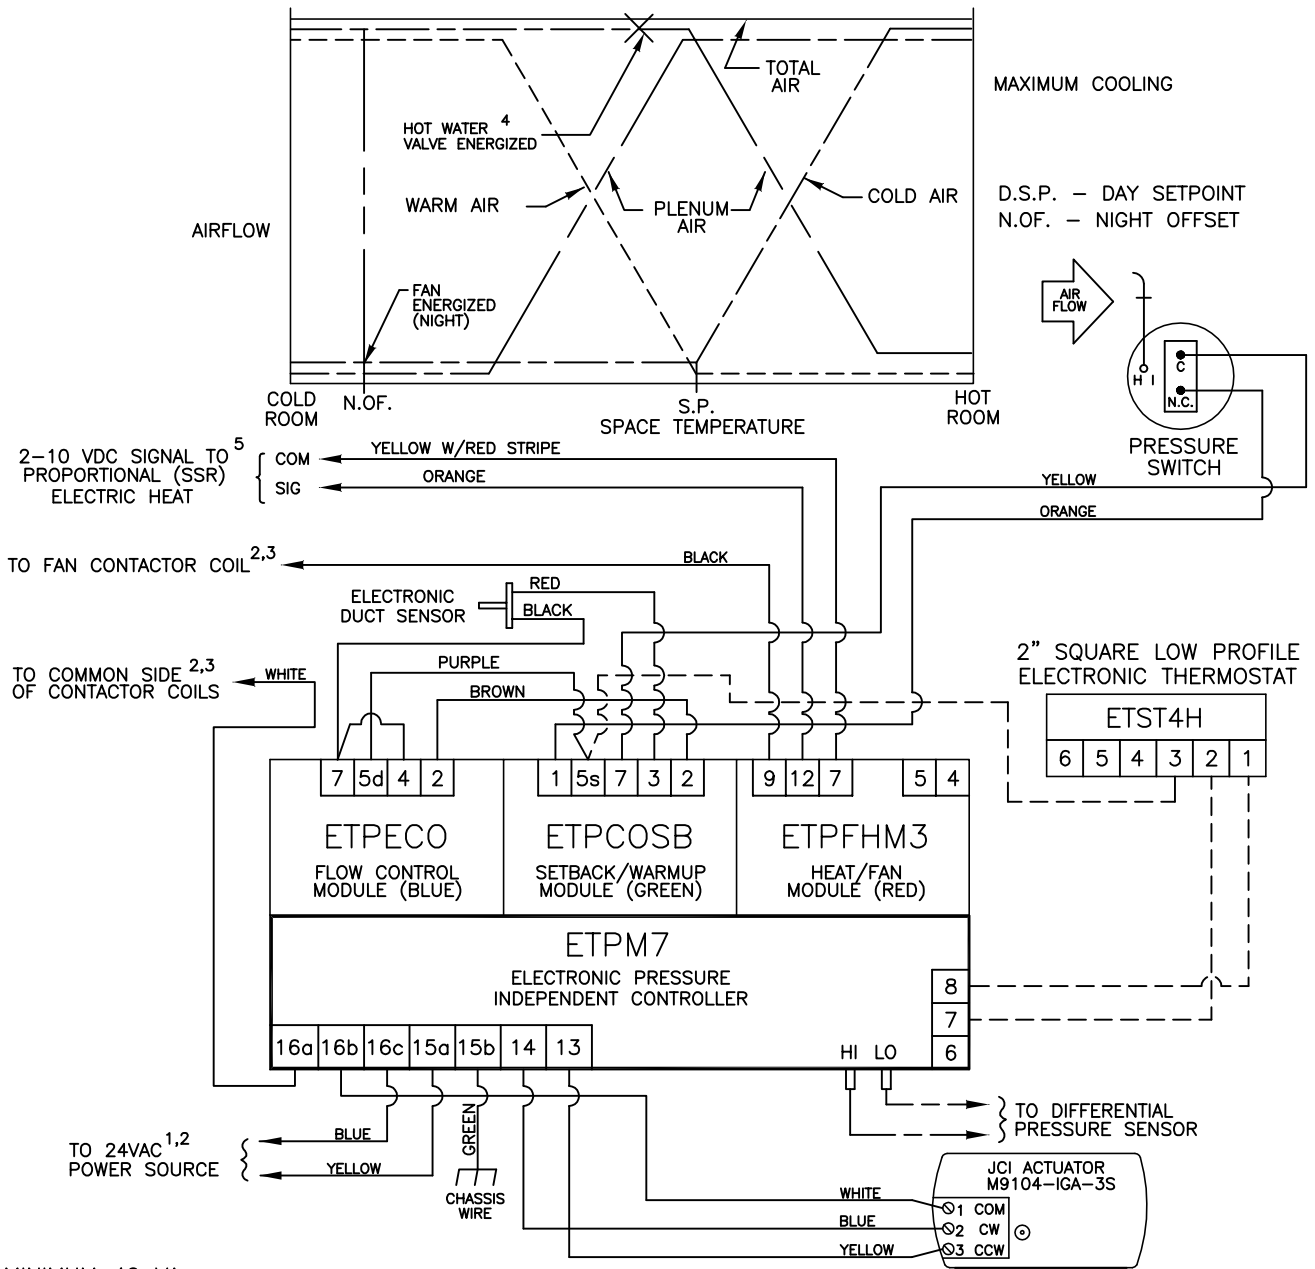 TOTAL
AIR
MAXIMUM COOLING
HOT WATER 4
VALVE ENERGIZED
WARM AIR
PLENUM
AIR
COLD AIR
D.S.P. – DAY SETPOINT
N.OF. – NIGHT OFFSET
AIRFLOW
FAN
ENERGIZED
(NIGHT)
AIR
FLOW
H I
C
N.C.
PRESSURE
SWITCH
COLD
ROOM
N.OF.
S.P.
SPACE TEMPERATURE
HOT
ROOM
2–10 VDC SIGNAL TO 5
PROPORTIONAL (SSR)
ELECTRIC HEAT
COM
SIG
YELLOW W/RED STRIPE
ORANGE
YELLOW
ORANGE
TO FAN CONTACTOR COIL 2,3
BLACK
ELECTRONIC
DUCT SENSOR
RED
BLACK
TO COMMON SIDE 2,3
OF CONTACTOR COILS
WHITE
PURPLE
BROWN
2" SQUARE LOW PROFILE
ELECTRONIC THERMOSTAT
ETST4H
6 5 4 3 2 1
7 5d 4 2
1 5s 7 3 2
9 12 7
5 4
ETPECO
FLOW CONTROL
MODULE (BLUE)
ETPCOSB
SETBACK/WARMUP
MODULE (GREEN)
ETPFHM3
HEAT/FAN
MODULE (RED)
ETPM7
ELECTRONIC PRESSURE
INDEPENDENT CONTROLLER
8
7
6
16a 16b 16c 15a 15b 14 13
HI LO
TO DIFFERENTIAL
PRESSURE SENSOR
TO 24VAC 1,2
POWER SOURCE
BLUE
YELLOW
GREEN
CHASSIS
WIRE
WHITE
BLUE
YELLOW
JCI ACTUATOR
M9104–IGA–3S
1 COM
2 CW
3 CCW